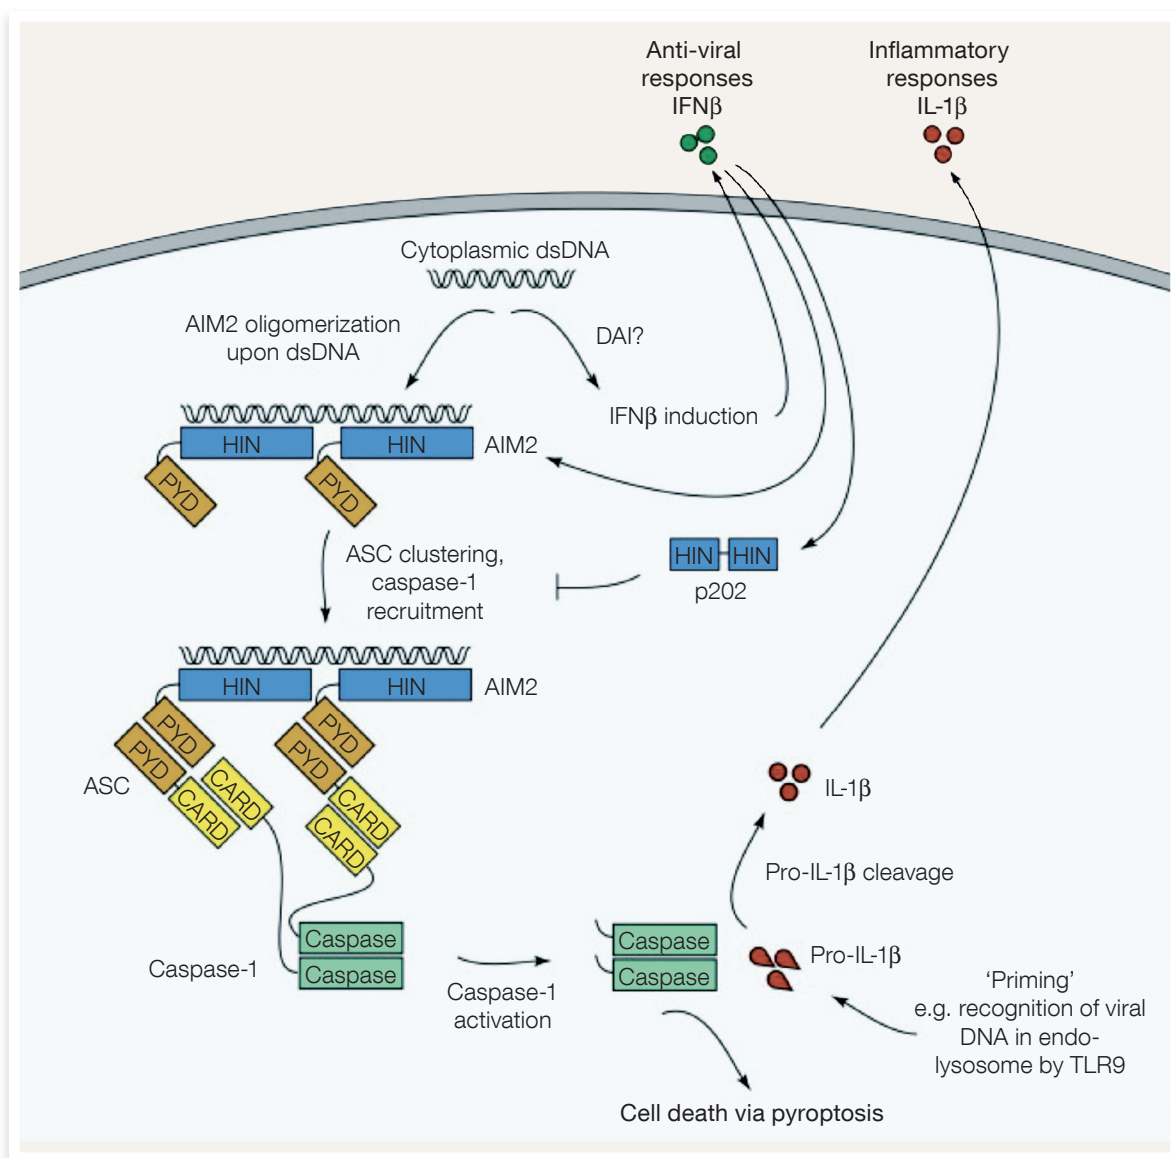 Anti-viral
responses
IFNβ
Inflammatory
responses
IL-1β
Cytoplasmic dsDNA
AIM2 oligomerization
upon dsDNA
DAI?
IFNβ induction
HIN
HIN
AIM2
PYD
PYD
ASC clustering,
caspase-1
recruitment
HIN
HIN
p202
HIN
HIN
AIM2
PYD
PYD
PYD
PYD
ASC
CARD
CARD
CARD
CARD
IL-1β
Pro-IL-1β cleavage
Caspase
Caspase
Caspase-1
Caspase-1
activation
Caspase
Caspase
Pro-IL-1β
‘Priming’
e.g. recognition of viral
DNA in endo-
lysosome by TLR9
Cell death via pyroptosis